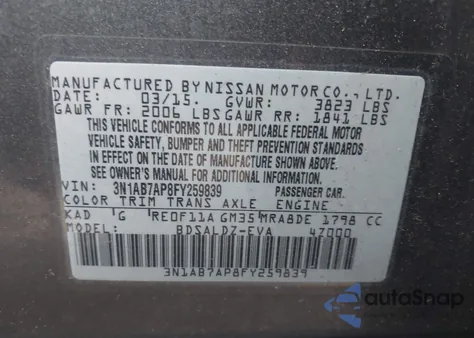 MANUFACTURED BY NISSAN MOTOR CO., LTD.
DATE: 03/15. GVWR: 3823 LBS
GAWR FR: 2006 LBS GAWR RR: 1841 LBS
THIS VEHICLE CONFORMS TO ALL APPLICABLE FEDERAL MOTOR
VEHICLE SAFETY, BUMPER AND THEFT PREVENTION STANDARDS
IN EFFECT ON THE DATE OF MANUFACTURE SHOWN ABOVE.
SEE OWNER'S MANUAL FOR ADDITIONAL INFORMATION.
VIN: 3N1AB7AP8FY259839 PASSENGER CAR.
COLOR TRIM TRANS AXLE ENGINE
KAD G RE0F11A GM35 MRA8DE 1798 CC
MODEL: BDSALDZ-EVA 47000
3N1AB7AP8FY259839
autoSnap